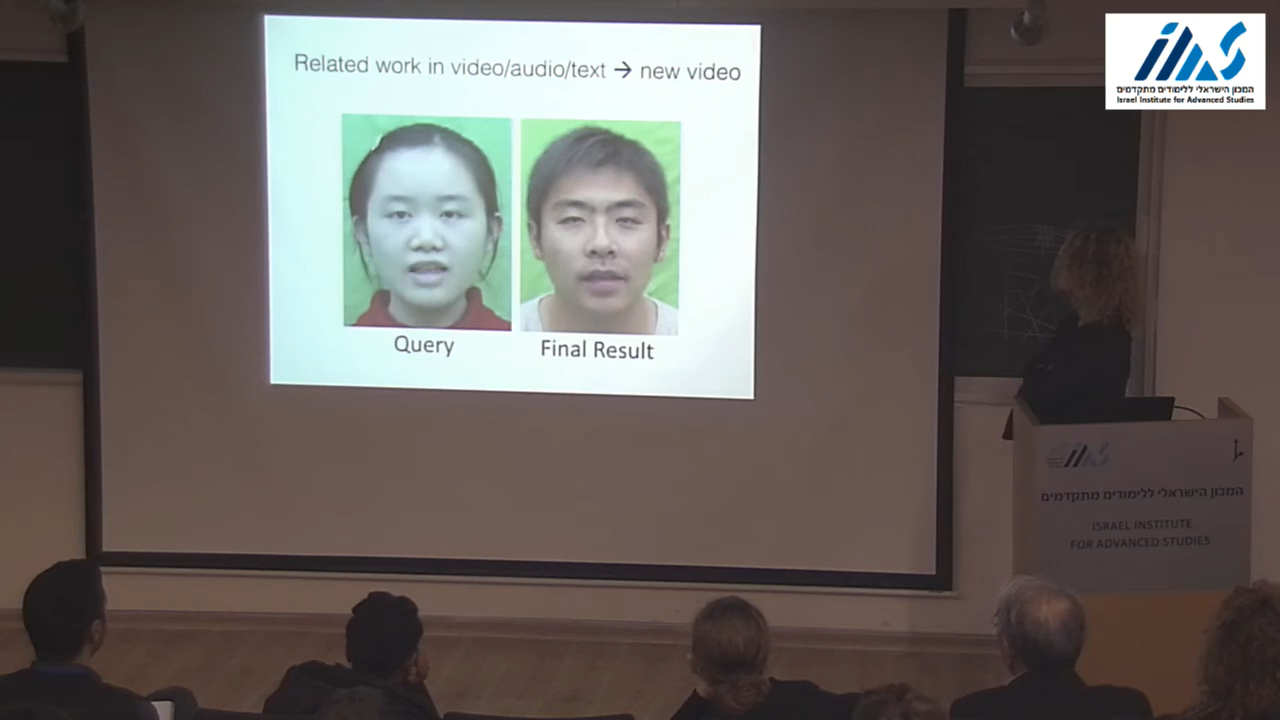 Related work in video/audio/text → new video
Query
Final Result
המכון הישראלי ללימודים מתקדמים
Israel Institute for Advanced Studies
המכון הישראלי ללימודים מתקדמים
ISRAEL INSTITUTE
FOR ADVANCED STUDIES